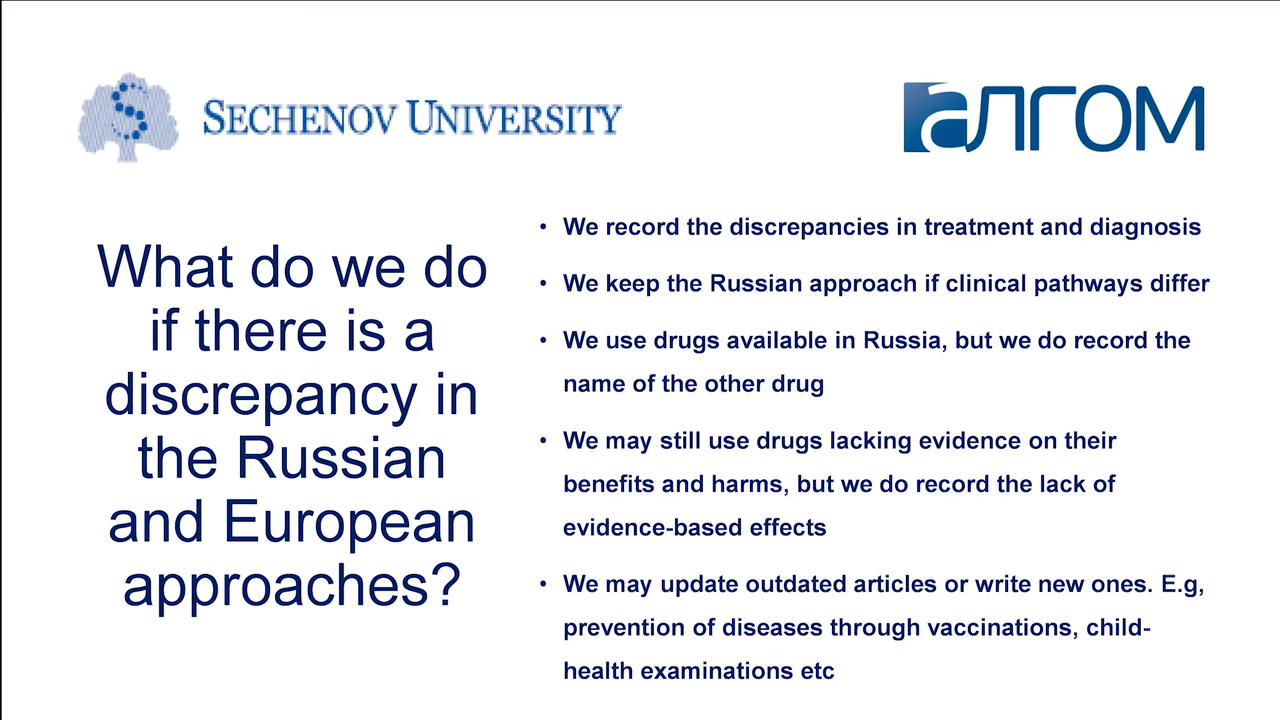 SECHENOV UNIVERSITY
алгом
What do we do
if there is a
discrepancy in
the Russian
and European
approaches?
• We record the discrepancies in treatment and diagnosis
• We keep the Russian approach if clinical pathways differ
• We use drugs available in Russia, but we do record the
name of the other drug
• We may still use drugs lacking evidence on their
benefits and harms, but we do record the lack of
evidence-based effects
• We may update outdated articles or write new ones. E.g,
prevention of diseases through vaccinations, child-
health examinations etc